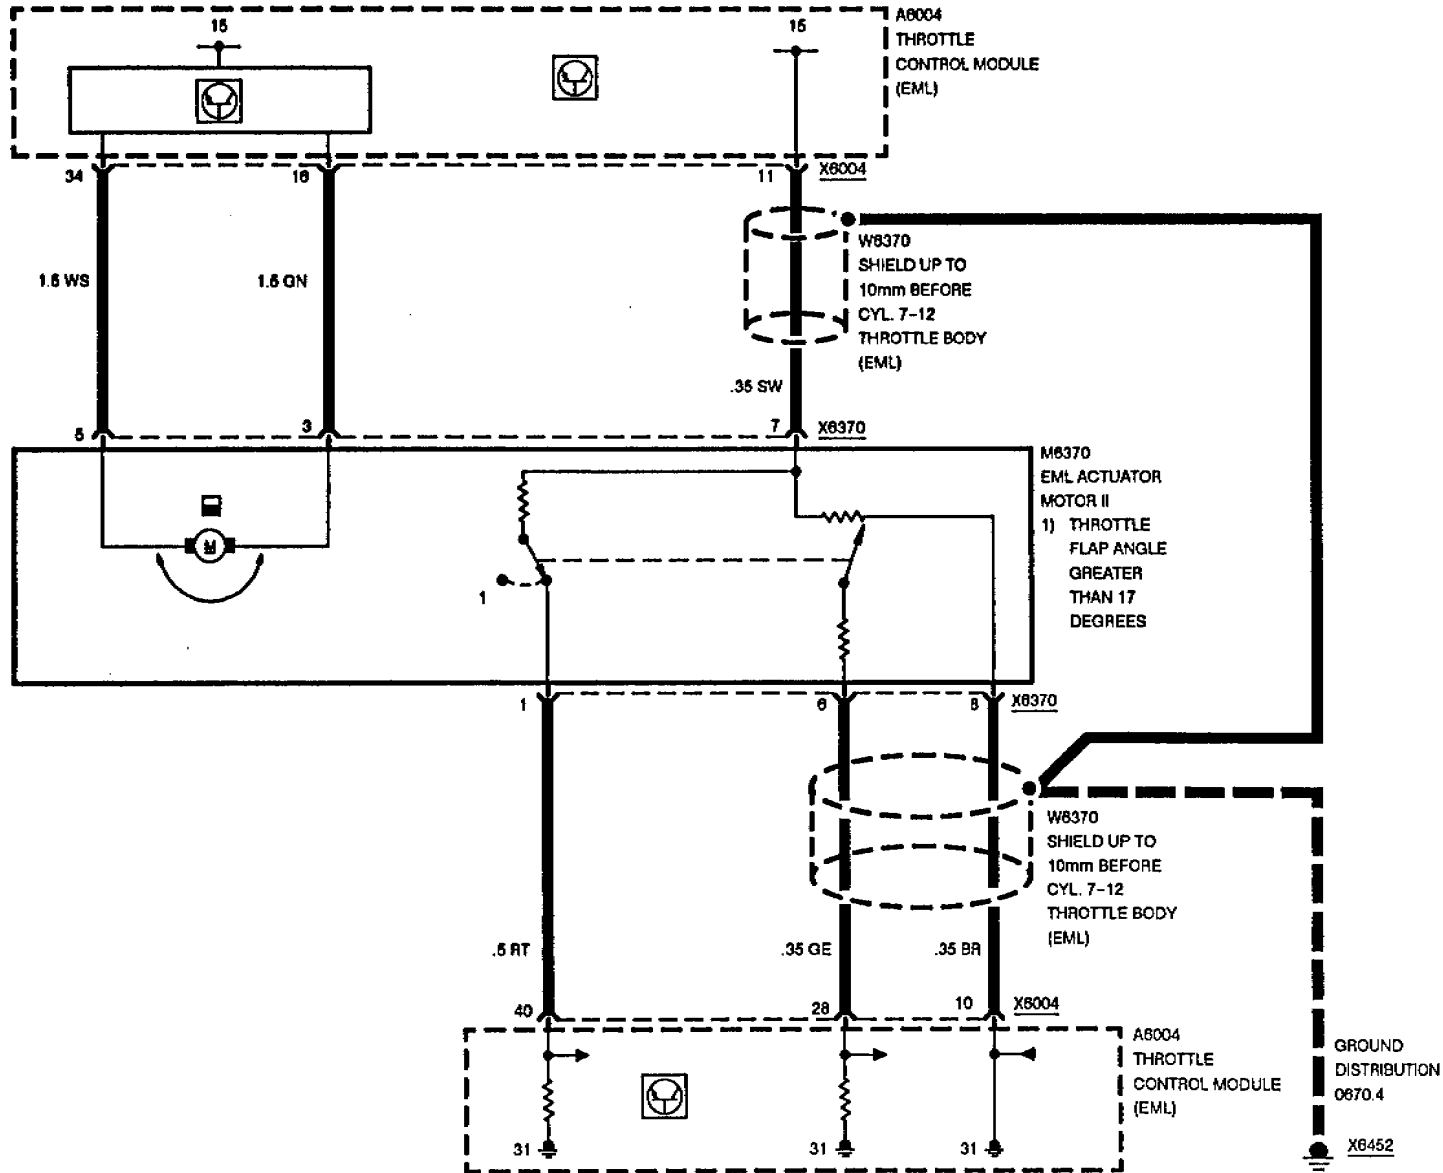 15
15
A6004
THROTTLE
CONTROL MODULE
(EML)
34
16
11
X6004
1.5 WS
1.5 GN
W6370
SHIELD UP TO
10mm BEFORE
CYL. 7-12
THROTTLE BODY
(EML)
.35 SW
5
3
7
X6370
M6370
EML ACTUATOR
MOTOR II
1) THROTTLE
FLAP ANGLE
GREATER
THAN 17
DEGREES
M
1
1
6
8
X6370
W6370
SHIELD UP TO
10mm BEFORE
CYL. 7-12
THROTTLE BODY
(EML)
.5 RT
.35 GE
.35 BR
40
28
10
X6004
A6004
THROTTLE
CONTROL MODULE
(EML)
31
31
31
GROUND
DISTRIBUTION
0670.4
X6452